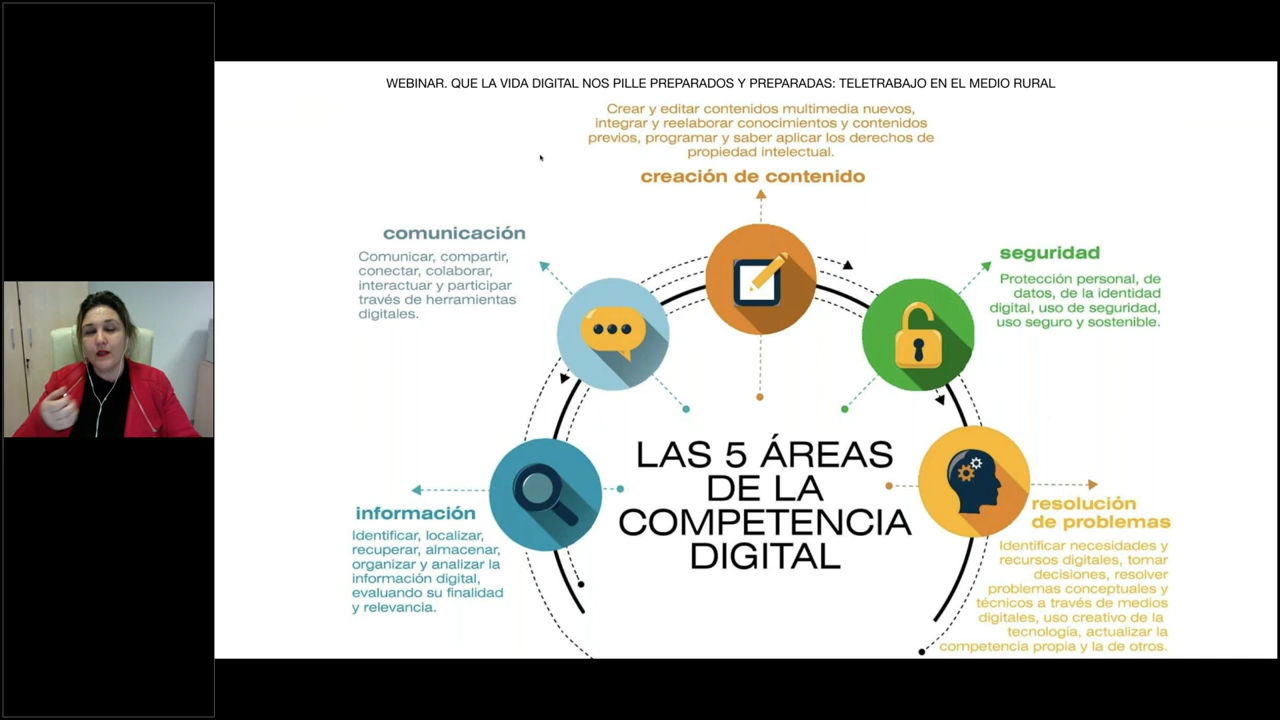 WEBINAR. QUE LA VIDA DIGITAL NOS PILLE PREPARADOS Y PREPARADAS: TELETRABAJO EN EL MEDIO RURAL
Crear y editar contenidos multimedia nuevos,
integrar y reelaborar conocimientos y contenidos
previos, programar y saber aplicar los derechos de
propiedad intelectual.
creación de contenido
comunicación
Comunicar, compartir,
conectar, colaborar,
interactuar y participar
través de herramientas
digitales.
seguridad
Protección personal, de
datos, de la identidad
digital, uso de seguridad,
uso seguro y sostenible.
LAS 5 ÁREAS
DE LA
COMPETENCIA
DIGITAL
información
Identificar, localizar,
recuperar, almacenar,
organizar y analizar la
información digital,
evaluando su finalidad
y relevancia.
resolución
de problemas
Identificar necesidades y
recursos digitales, tomar
decisiones, resolver
problemas conceptuales y
técnicos a través de medios
digitales, uso creativo de la
tecnología, actualizar la
competencia propia y la de otros.